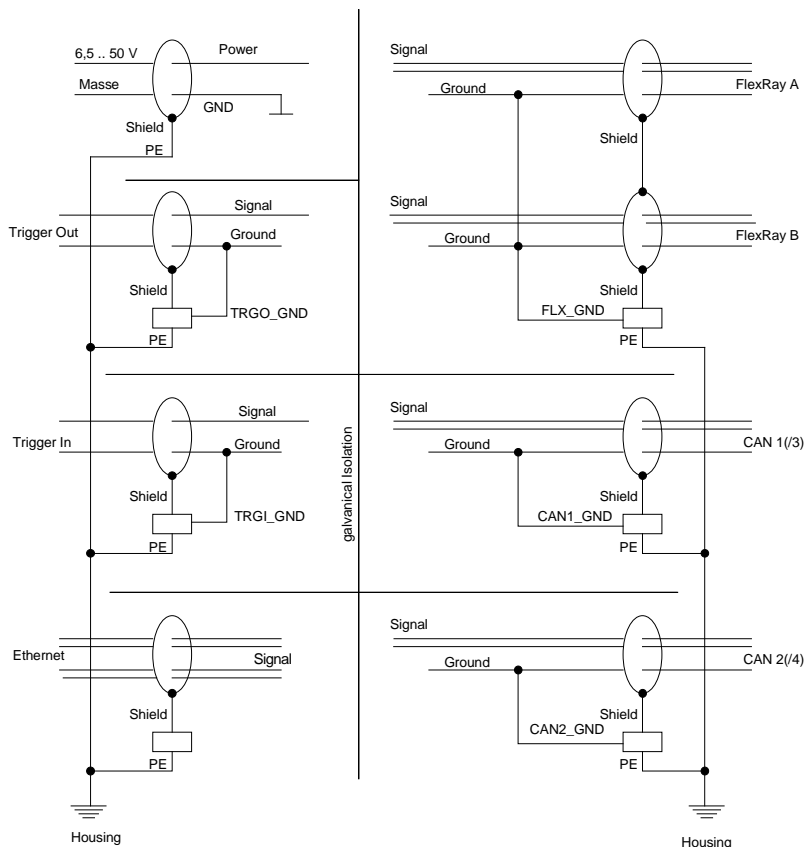 6,5 .. 50 V
Power
Masse
GND
Shield
PE
Trigger Out
Signal
Ground
Shield
TRGO_GND
PE
Trigger In
Signal
Ground
Shield
TRGI_GND
PE
Ethernet
Signal
Shield
PE
Housing
galvanical Isolation
Signal
Ground
FlexRay A
Shield
Signal
Ground
FlexRay B
Shield
FLX_GND
PE
Signal
Ground
CAN 1(/3)
Shield
CAN1_GND
PE
Signal
Ground
CAN 2(/4)
Shield
CAN2_GND
PE
Housing